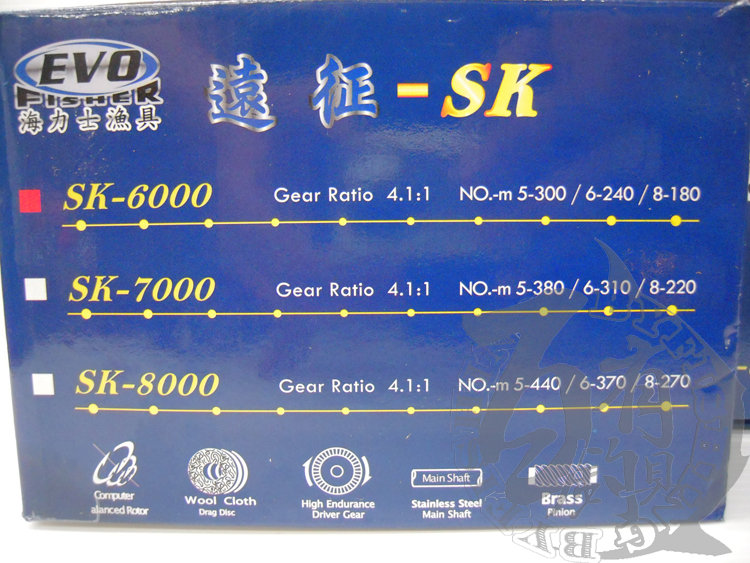 EVO
FISHER
海力士漁具
遠征-SK
SK-6000 Gear Ratio 4.1:1 NO.-m 5-300 / 6-240 / 8-180
SK-7000 Gear Ratio 4.1:1 NO.-m 5-380 / 6-310 / 8-220
SK-8000 Gear Ratio 4.1:1 NO.-m 5-440 / 6-370 / 8-270
Computer
alanced Rotor
Wool Cloth
Drag Disc
High Endurance
Driver Gear
Main Shaft
Stainless Steel
Main Shaft
Brass
Pinion